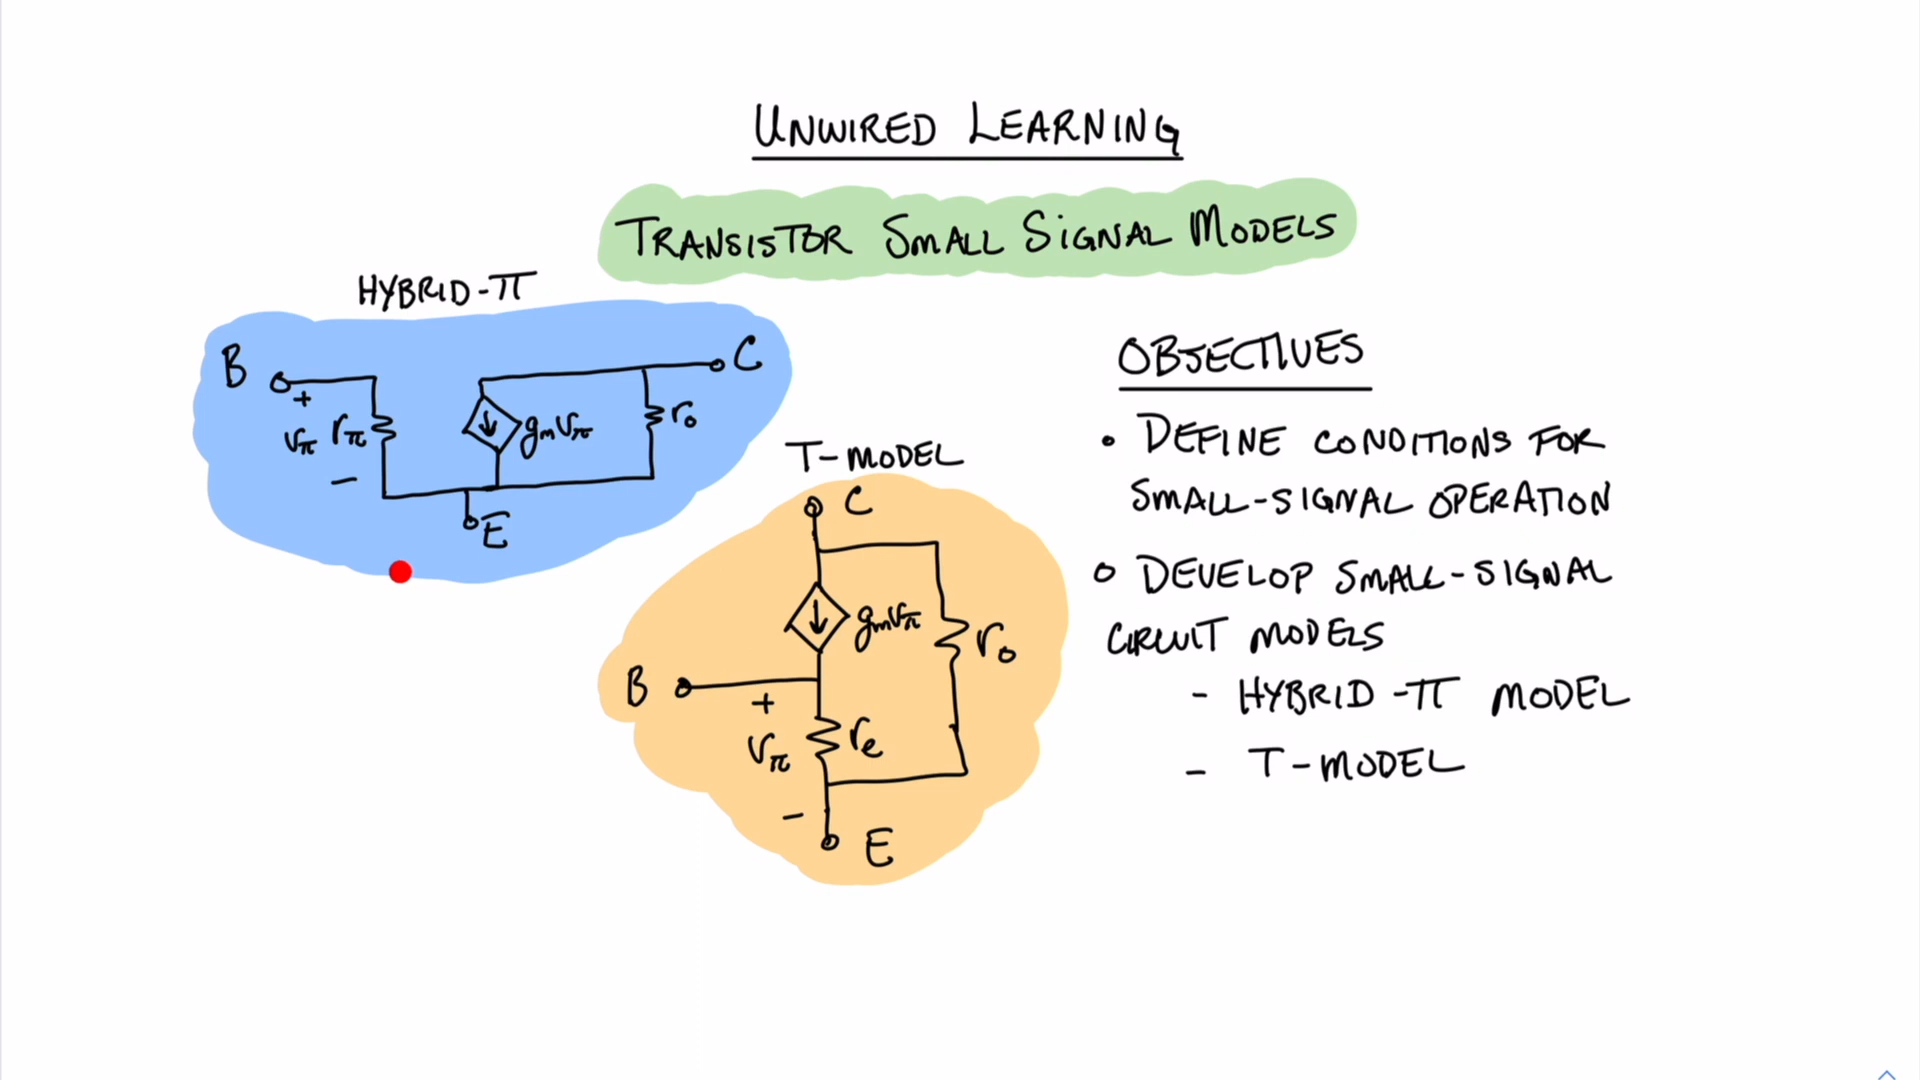 UNWIRED LEARNING
TRANSISTOR SMALL SIGNAL MODELS
HYBRID-π
B
C
+
vπ rπ
gmvπ
ro
−
E
T-MODEL
C
gmvπ
ro
B
+
vπ
re
−
E
OBJECTIVES
• DEFINE CONDITIONS FOR
SMALL-SIGNAL OPERATION
o DEVELOP SMALL-SIGNAL
CIRCUIT MODELS
- HYBRID-π MODEL
- T-MODEL